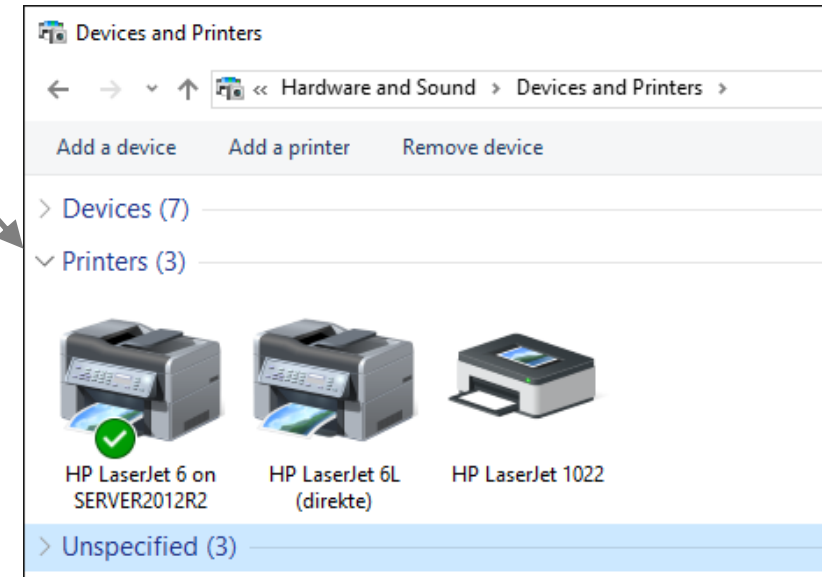 Devices and Printers
« Hardware and Sound > Devices and Printers >
Add a device Add a printer Remove device
Devices (7)
Printers (3)
HP LaserJet 6 on
SERVER2012R2
HP LaserJet 6L
(direkte)
HP LaserJet 1022
Unspecified (3)